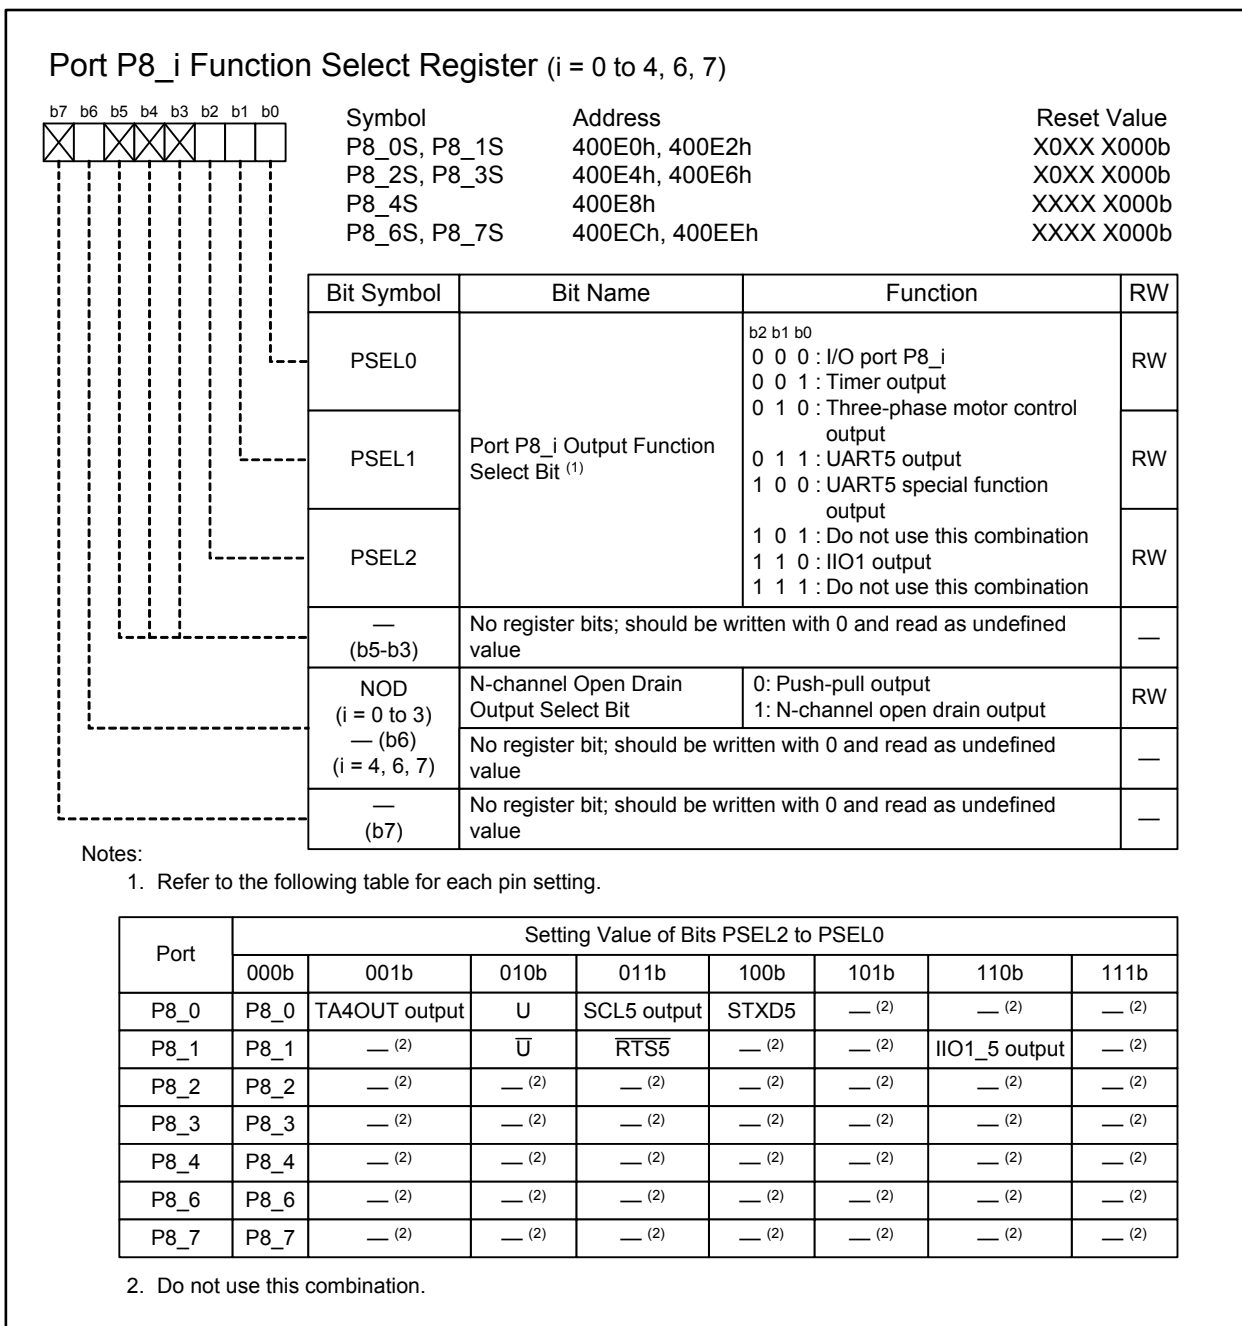 Port P8_i Function Select Register (i = 0 to 4, 6, 7)
b7 b6 b5 b4 b3 b2 b1 b0
Symbol Address Reset Value
P8_0S, P8_1S 400E0h, 400E2h X0XX X000b
P8_2S, P8_3S 400E4h, 400E6h X0XX X000b
P8_4S 400E8h XXXX X000b
P8_6S, P8_7S 400ECh, 400EEh XXXX X000b
Bit Symbol Bit Name Function RW
PSEL0 RW
PSEL1 RW
PSEL2 RW
Port P8_i Output Function
Select Bit (1)
b2 b1 b0
0 0 0 : I/O port P8_i
0 0 1 : Timer output
0 1 0 : Three-phase motor control
output
0 1 1 : UART5 output
1 0 0 : UART5 special function
output
1 0 1 : Do not use this combination
1 1 0 : IIO1 output
1 1 1 : Do not use this combination
—
(b5-b3)
No register bits; should be written with 0 and read as undefined
value
—
NOD
(i = 0 to 3)
— (b6)
(i = 4, 6, 7)
N-channel Open Drain
Output Select Bit
0: Push-pull output
1: N-channel open drain output
RW
No register bit; should be written with 0 and read as undefined
value
—
—
(b7)
No register bit; should be written with 0 and read as undefined
value
—
Notes:
1. Refer to the following table for each pin setting.
Port Setting Value of Bits PSEL2 to PSEL0
000b 001b 010b 011b 100b 101b 110b 111b
P8_0 P8_0 TA4OUT output U SCL5 output STXD5 — (2) — (2) — (2)
P8_1 P8_1 — (2) U̅ R̅T̅S̅5̅ — (2) — (2) IIO1_5 output — (2)
P8_2 P8_2 — (2) — (2) — (2) — (2) — (2) — (2) — (2)
P8_3 P8_3 — (2) — (2) — (2) — (2) — (2) — (2) — (2)
P8_4 P8_4 — (2) — (2) — (2) — (2) — (2) — (2) — (2)
P8_6 P8_6 — (2) — (2) — (2) — (2) — (2) — (2) — (2)
P8_7 P8_7 — (2) — (2) — (2) — (2) — (2) — (2) — (2)
2. Do not use this combination.